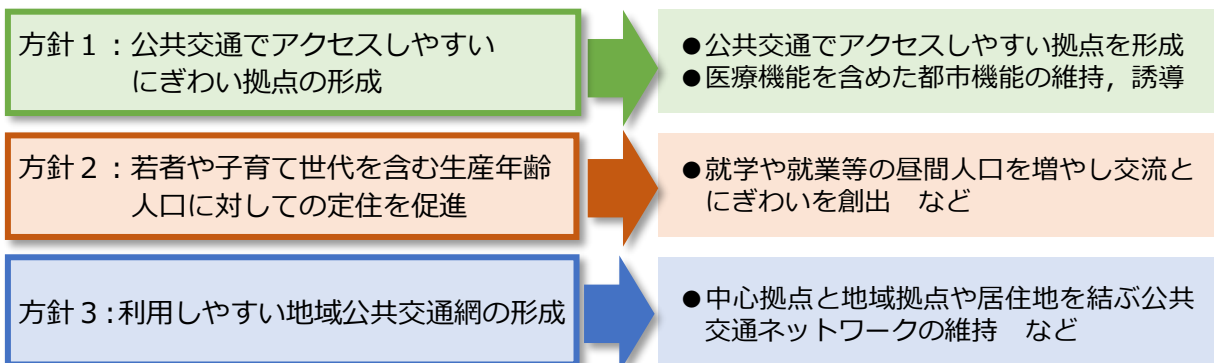 方針１：公共交通でアクセスしやすい
にぎわい拠点の形成
●公共交通でアクセスしやすい拠点を形成
●医療機能を含めた都市機能の維持，誘導
方針２：若者や子育て世代を含む生産年齢
人口に対しての定住を促進
●就学や就業等の昼間人口を増やし交流と
にぎわいを創出　など
方針３：利用しやすい地域公共交通網の形成
●中心拠点と地域拠点や居住地を結ぶ公共
交通ネットワークの維持　など